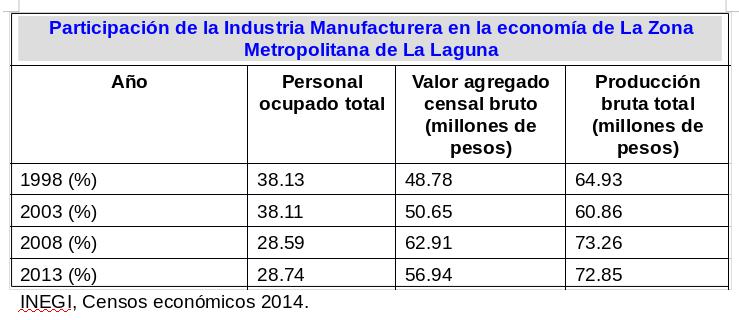 Participación de la Industria Manufacturera en la economía de La Zona
Metropolitana de La Laguna
Año Personal ocupado total Valor agregado censal bruto (millones de pesos) Producción bruta total (millones de pesos)
1998 (%) 38.13 48.78 64.93
2003 (%) 38.11 50.65 60.86
2008 (%) 28.59 62.91 73.26
2013 (%) 28.74 56.94 72.85
INEGI, Censos económicos 2014.